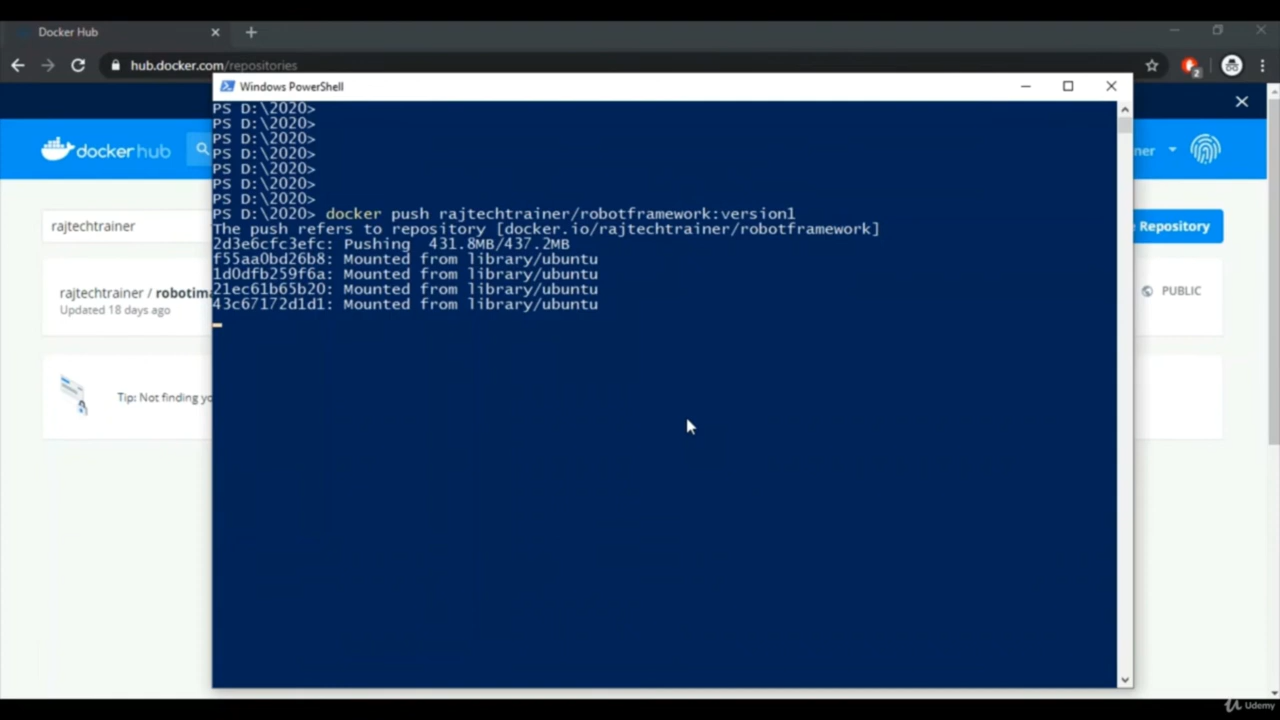 Docker Hub
hub.docker.com/repositories
2
Windows PowerShell
PS D:\2020>
PS D:\2020>
PS D:\2020>
PS D:\2020>
PS D:\2020>
PS D:\2020>
PS D:\2020>
PS D:\2020> docker push rajtechtrainer/robotframework:version1
The push refers to repository [docker.io/rajtechtrainer/robotframework]
2d3e6cfc3efc: Pushing 431.8MB/437.2MB
f55aa0bd26b8: Mounted from library/ubuntu
1d0dfb259f6a: Mounted from library/ubuntu
21ec61b65b20: Mounted from library/ubuntu
43c67172d1d1: Mounted from library/ubuntu
docker hub
ner
rajtechtrainer
Repository
rajtechtrainer / robotima
Updated 18 days ago
PUBLIC
Tip: Not finding yo
Udemy